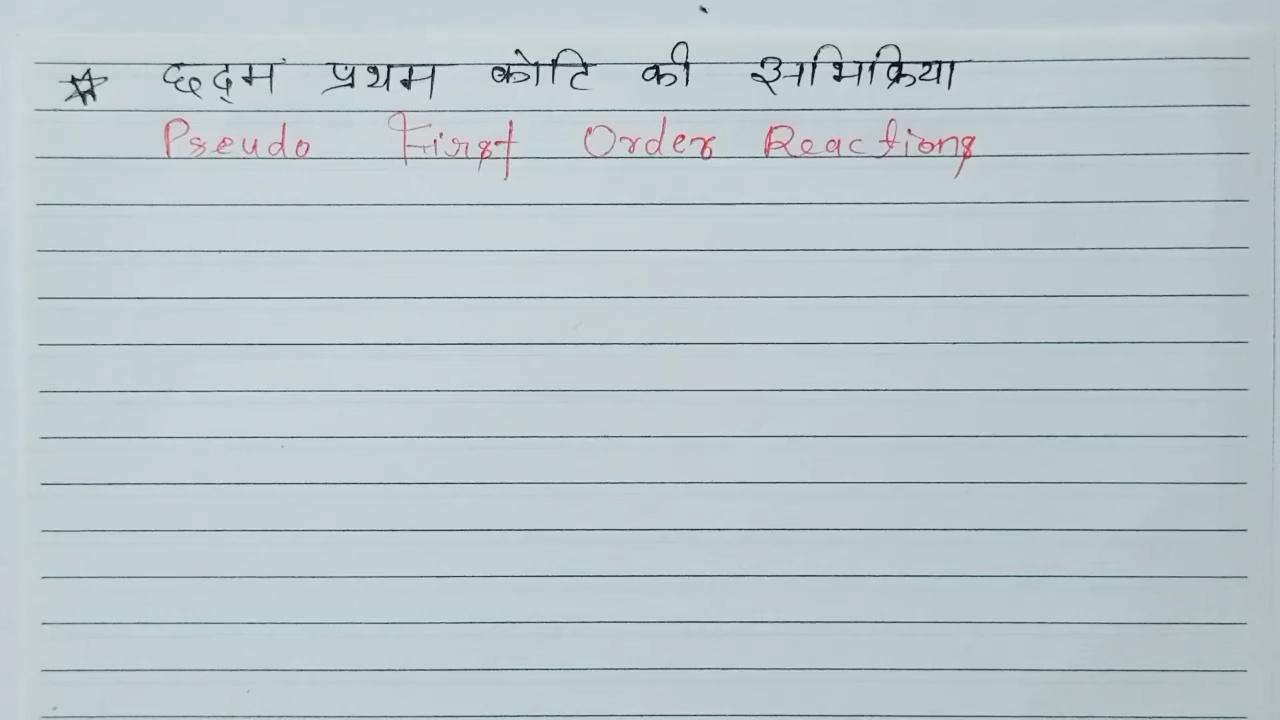 ☆ छद्म प्रथम कोटि की अभिक्रिया
Pseudo First Order Reactions